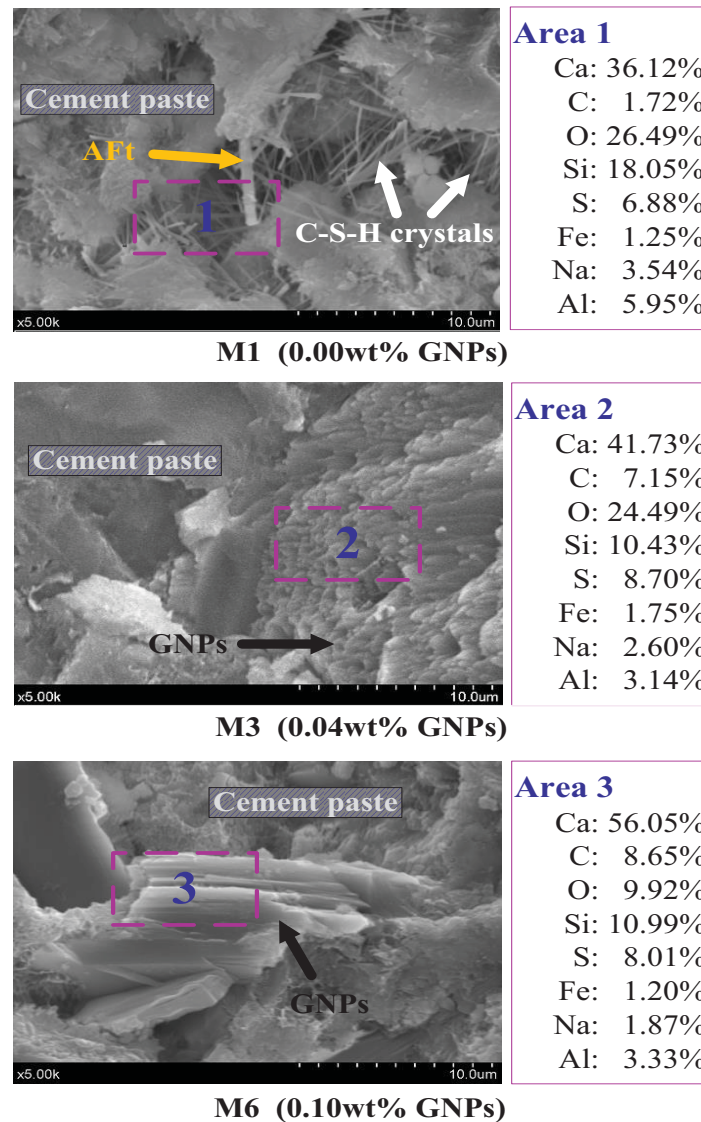 Cement paste
AFt
1
C-S-H crystals
x5.00k 10.0um
Area 1
Ca: 36.12%
C: 1.72%
O: 26.49%
Si: 18.05%
S: 6.88%
Fe: 1.25%
Na: 3.54%
Al: 5.95%
M1 (0.00wt% GNPs)
Cement paste
2
GNPs
x5.00k 10.0um
Area 2
Ca: 41.73%
C: 7.15%
O: 24.49%
Si: 10.43%
S: 8.70%
Fe: 1.75%
Na: 2.60%
Al: 3.14%
M3 (0.04wt% GNPs)
Cement paste
3
GNPs
x5.00k 10.0um
Area 3
Ca: 56.05%
C: 8.65%
O: 9.92%
Si: 10.99%
S: 8.01%
Fe: 1.20%
Na: 1.87%
Al: 3.33%
M6 (0.10wt% GNPs)